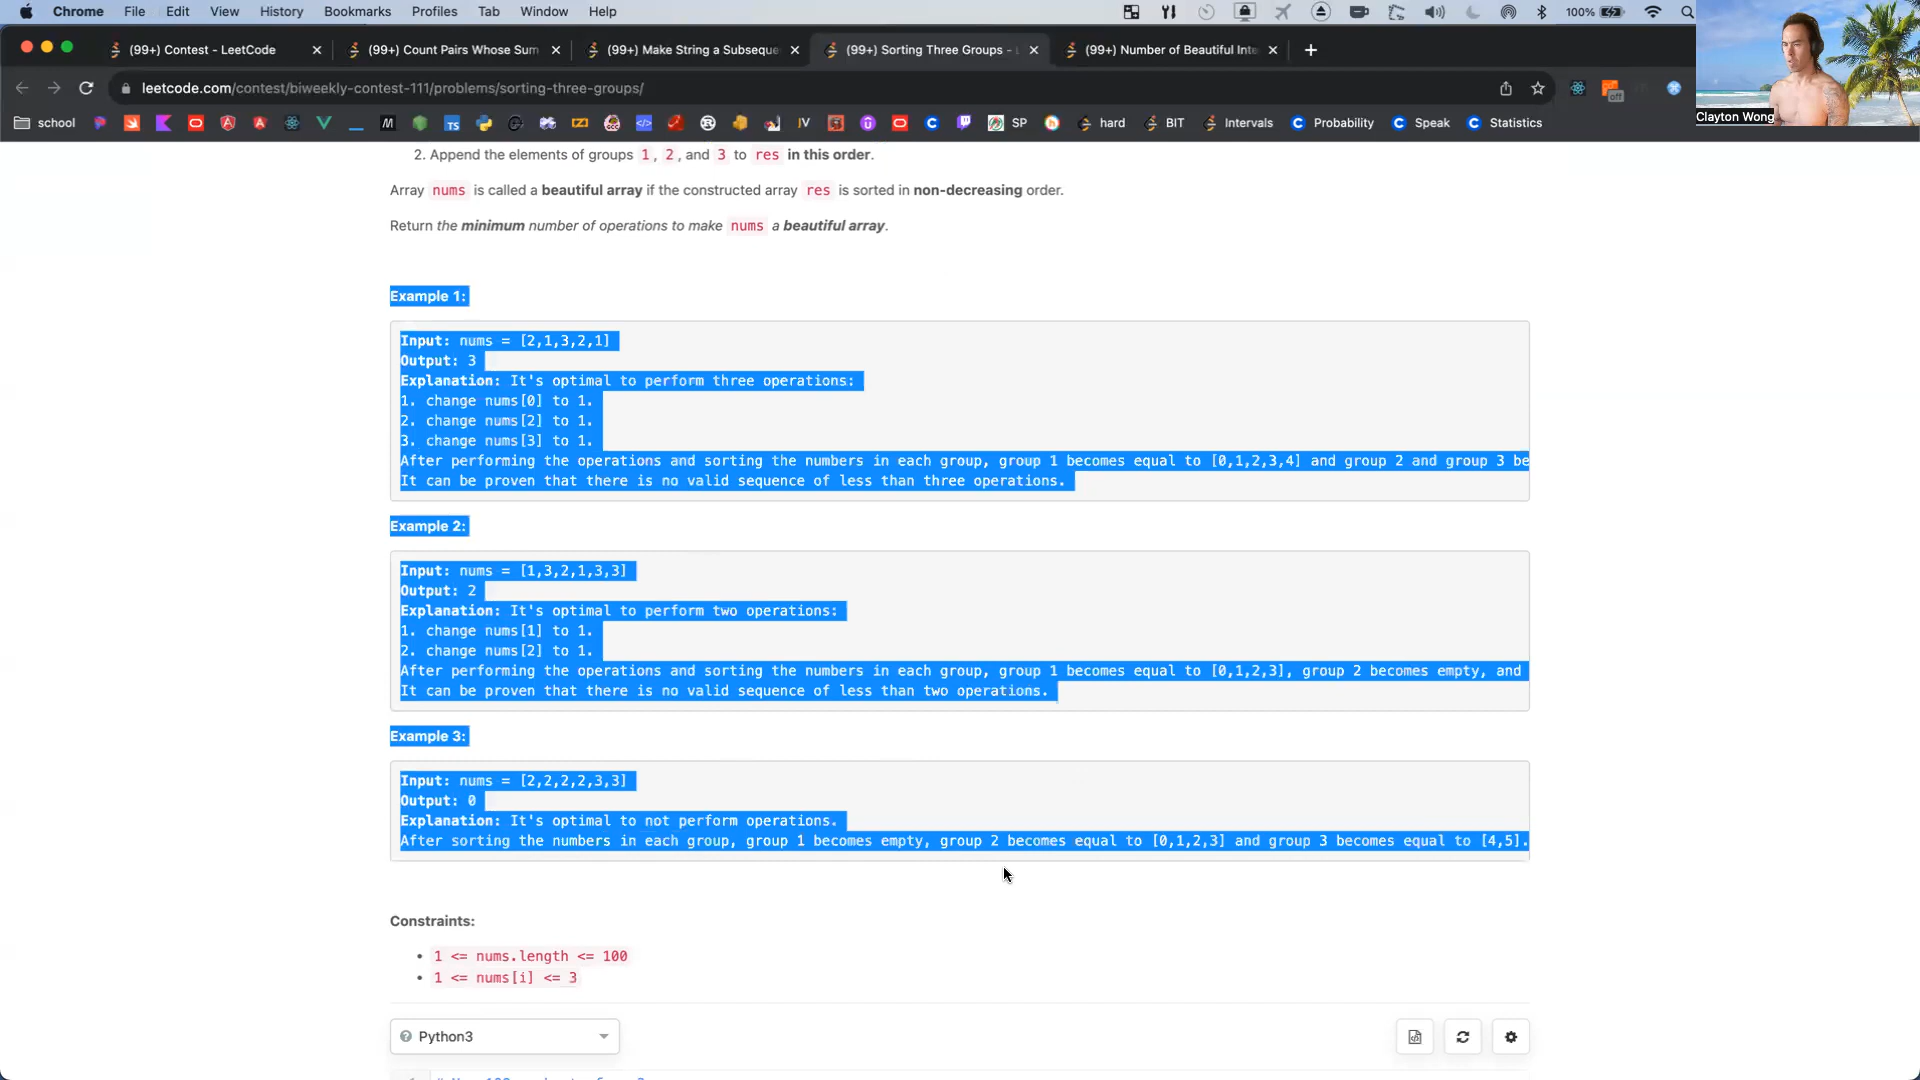 Chrome File Edit View History Bookmarks Profiles Tab Window Help 100%
(99+) Contest - LeetCode
(99+) Count Pairs Whose Sum
(99+) Make String a Subseque
(99+) Sorting Three Groups -
(99+) Number of Beautiful Inte
leetcode.com/contest/biweekly-contest-111/problems/sorting-three-groups/
off
Clayton Wong
school TS JV SP hard BIT Intervals Probability Speak Statistics
2. Append the elements of groups 1, 2, and 3 to res in this order.
Array nums is called a beautiful array if the constructed array res is sorted in non-decreasing order.
Return the minimum number of operations to make nums a beautiful array.
Example 1:
Input: nums = [2,1,3,2,1]
Output: 3
Explanation: It's optimal to perform three operations:
1. change nums[0] to 1.
2. change nums[2] to 1.
3. change nums[3] to 1.
After performing the operations and sorting the numbers in each group, group 1 becomes equal to [0,1,2,3,4] and group 2 and group 3 be
It can be proven that there is no valid sequence of less than three operations.
Example 2:
Input: nums = [1,3,2,1,3,3]
Output: 2
Explanation: It's optimal to perform two operations:
1. change nums[1] to 1.
2. change nums[2] to 1.
After performing the operations and sorting the numbers in each group, group 1 becomes equal to [0,1,2,3], group 2 becomes empty, and
It can be proven that there is no valid sequence of less than two operations.
Example 3:
Input: nums = [2,2,2,2,3,3]
Output: 0
Explanation: It's optimal to not perform operations.
After sorting the numbers in each group, group 1 becomes empty, group 2 becomes equal to [0,1,2,3] and group 3 becomes equal to [4,5].
Constraints:
1 <= nums.length <= 100
1 <= nums[i] <= 3
Python3